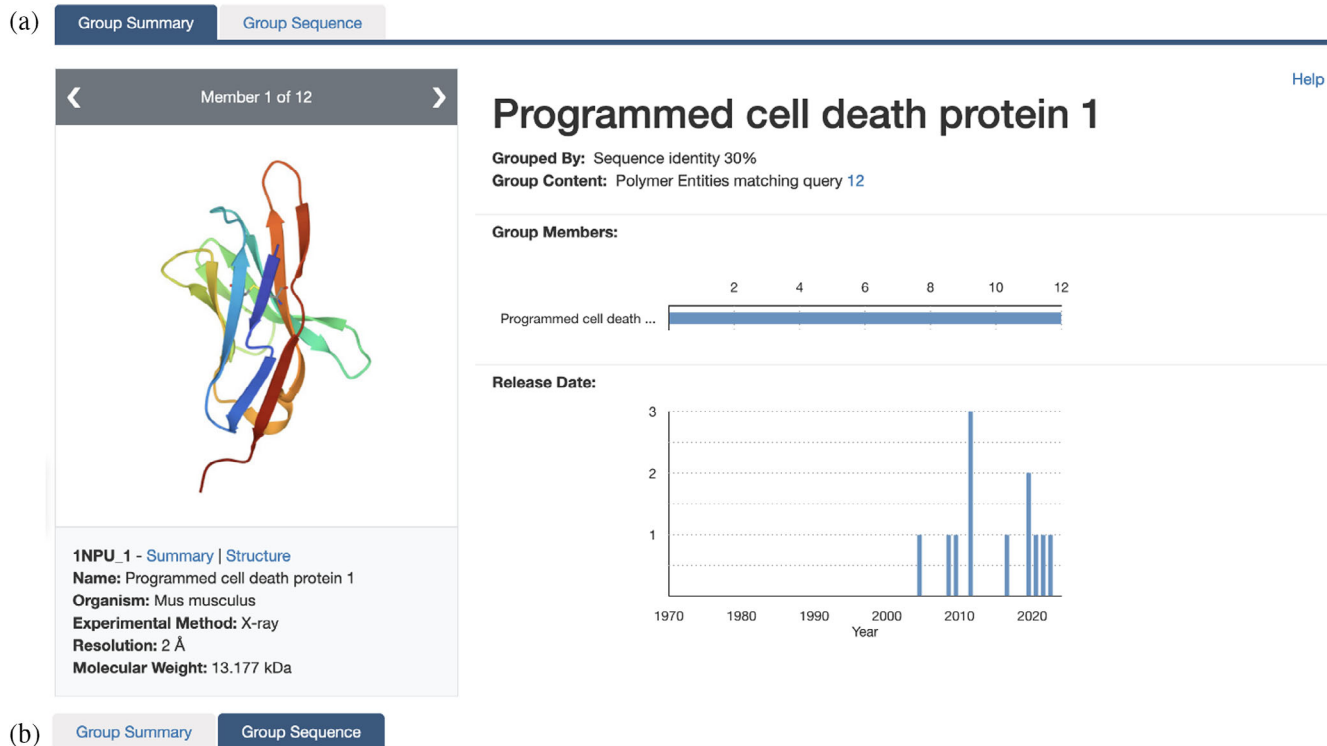 (a) Group Summary Group Sequence
Help
Member 1 of 12
Programmed cell death protein 1
Grouped By: Sequence identity 30%
Group Content: Polymer Entities matching query 12
Group Members:
2 4 6 8 10 12
Programmed cell death ...
Release Date:
3
2
1
1970 1980 1990 2000 2010 2020
Year
1NPU_1 - Summary | Structure
Name: Programmed cell death protein 1
Organism: Mus musculus
Experimental Method: X-ray
Resolution: 2 Å
Molecular Weight: 13.177 kDa
(b) Group Summary Group Sequence